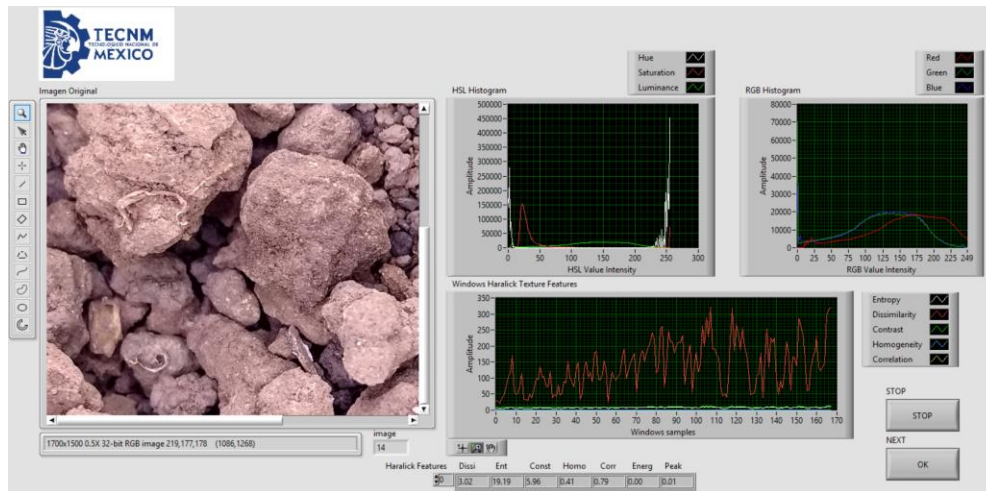 TECNM
TECNOLÓGICO NACIONAL DE
MEXICO
Imagen Original
1700x1500 0.5X 32-bit RGB image 219,177,178 (1086,1268)
image
14
Hue
Saturation
Luminance
HSL Histogram
500000-
450000-
400000-
350000-
300000-
250000-
200000-
150000-
100000-
50000-
0-
Amplitude
0 50 100 150 200 250 300
HSL Value Intensity
Red
Green
Blue
RGB Histogram
80000-
70000-
60000-
50000-
40000-
30000-
20000-
10000-
0-
Amplitude
0 25 50 75 100 125 150 175 200 225 249
RGB Value Intensity
Windows Haralick Texture Features
350-
300-
250-
200-
150-
100-
50-
0-
Amplitude
0 10 20 30 40 50 60 70 80 90 100 110 120 130 140 150 160 170
Windows samples
Entropy
Dissimilarity
Contrast
Homogeneity
Correlation
STOP
STOP
NEXT
OK
Haralick Features Dissi Ent Const Homo Corr Energ Peak
0 3.02 19.19 5.96 0.41 0.79 0.00 0.01